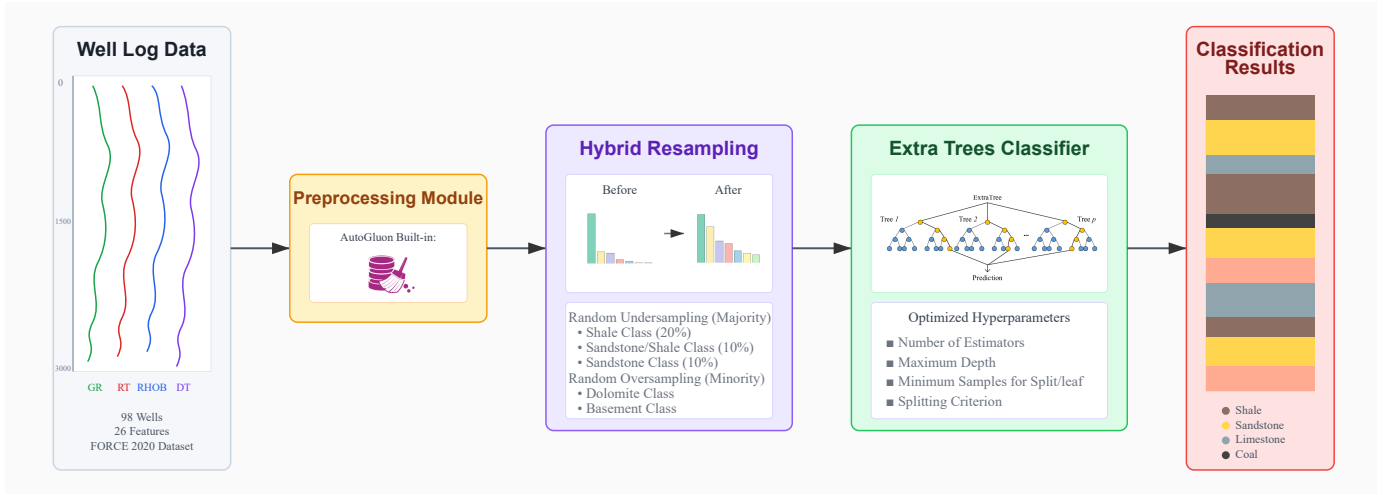 Well Log Data
0
1500
3000
GR RT RHOB DT
98 Wells
26 Features
FORCE 2020 Dataset
Preprocessing Module
AutoGluon Built-in:
Hybrid Resampling
Before After
Random Undersampling (Majority)
• Shale Class (20%)
• Sandstone/Shale Class (10%)
• Sandstone Class (10%)
Random Oversampling (Minority)
• Dolomite Class
• Basement Class
Extra Trees Classifier
ExtraTree
Tree 1 Tree 2 Tree p
...
Prediction
Optimized Hyperparameters
■ Number of Estimators
■ Maximum Depth
■ Minimum Samples for Split/leaf
■ Splitting Criterion
Classification
Results
Shale
Sandstone
Limestone
Coal